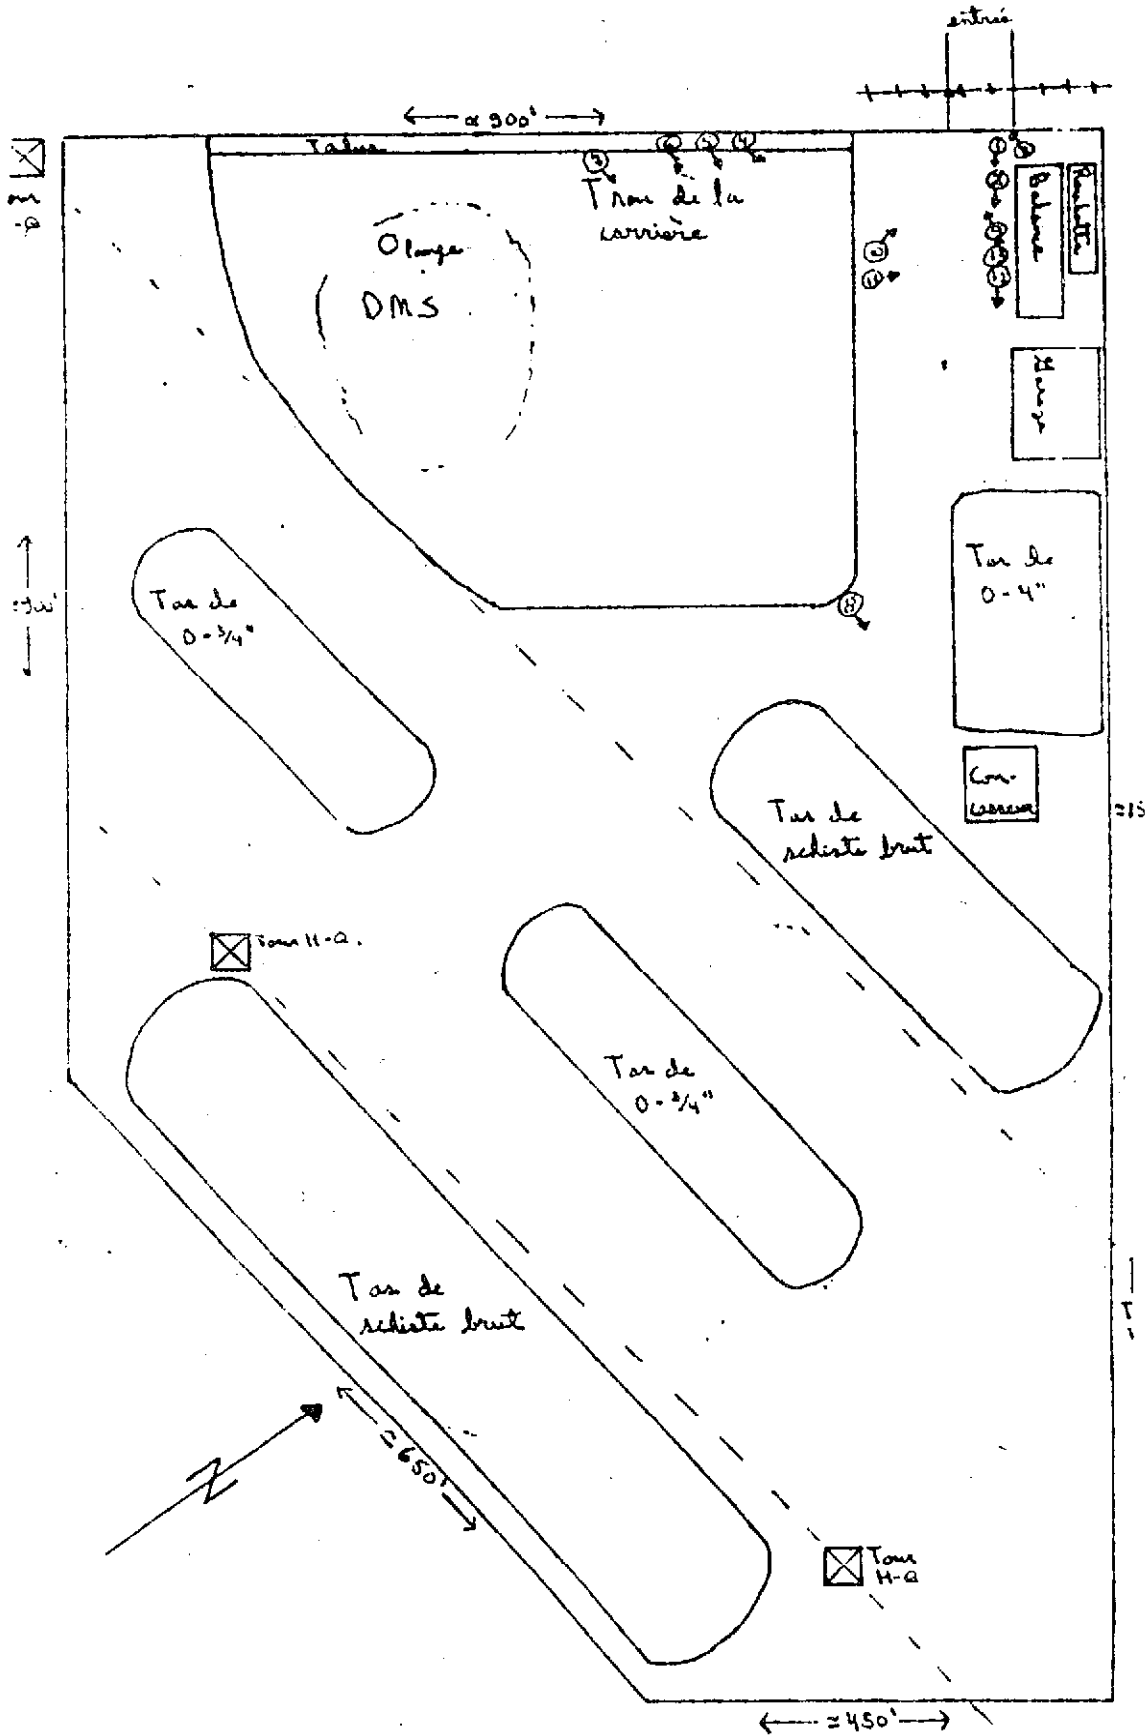 entrée
≈ 900'
Talus
Trou de la
carrière
Roulotte
Balance
DMS
Garage
Tas de
0-4"
Tas de
0-3/4"
Con-
casseur
Tas de
schiste brut
Tour H-Q.
Tas de
0-3/4"
Tas de
schiste brut
≈650'
N
Tour
H-Q
≈450'